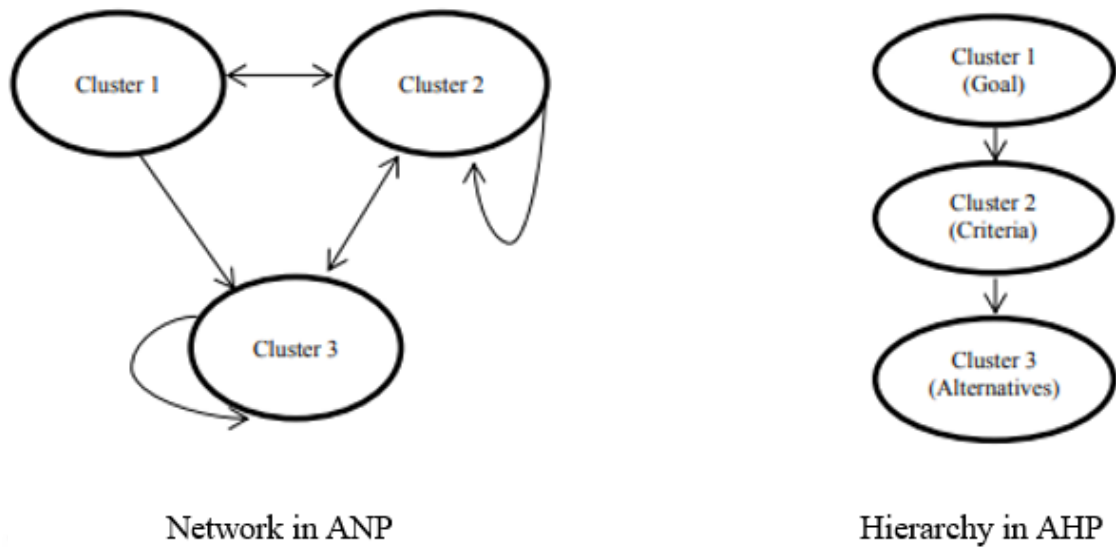 Cluster 1
Cluster 2
Cluster 3
Network in ANP
Cluster 1
(Goal)
Cluster 2
(Criteria)
Cluster 3
(Alternatives)
Hierarchy in AHP